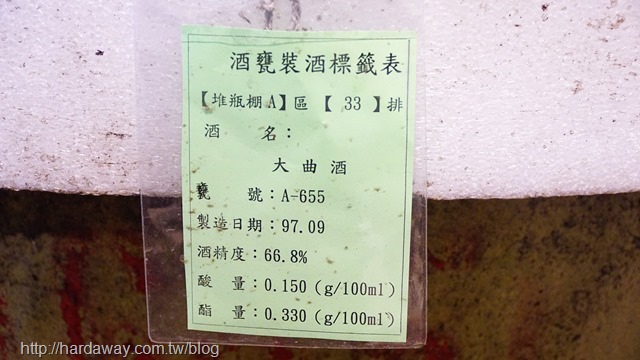 酒甕裝酒標籤表
【堆瓶棚A】區【 33 】排
酒 名：
大曲酒
甕 號：A-655
製造日期：97.09
酒精度：66.8%
酸 量：0.150（g/100ml）
酯 量：0.330（g/100ml）
http://hardaway.com.tw/blog